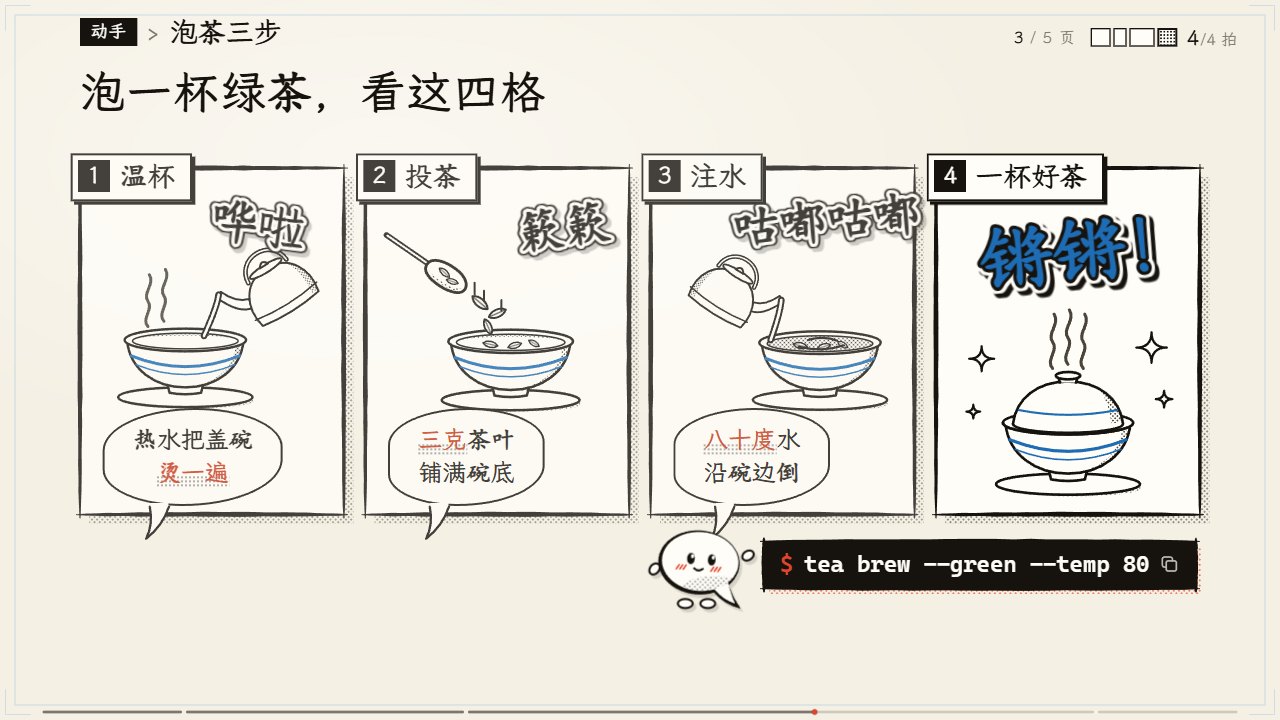 动手 > 泡茶三步
3 / 5 页 4/4 拍
泡一杯绿茶，看这四格
1 温杯
哗啦
热水把盖碗
烫一遍
2 投茶
簌簌
三克茶叶
铺满碗底
3 注水
咕嘟咕嘟
八十度水
沿碗边倒
4 一杯好茶
锵锵！
$ tea brew --green --temp 80